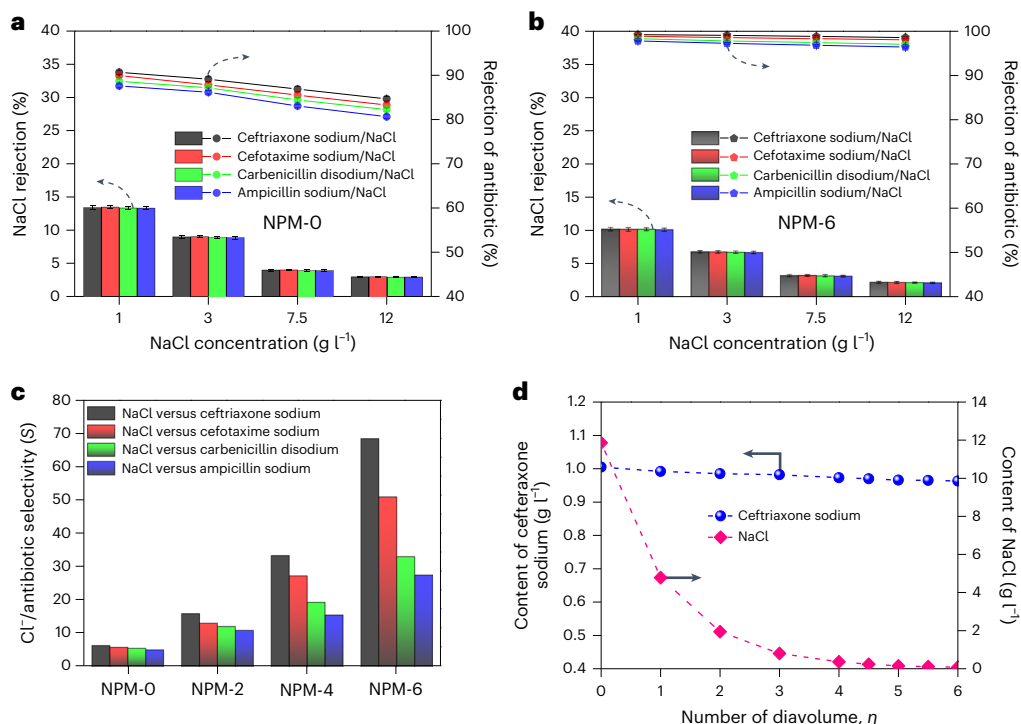 a
40
35
30
25
20
15
10
5
0
NaCl rejection (%)
100
90
80
70
60
50
40
Rejection of antibiotic (%)
Ceftriaxone sodium/NaCl
Cefotaxime sodium/NaCl
Carbenicillin disodium/NaCl
Ampicillin sodium/NaCl
NPM-0
1 3 7.5 12
NaCl concentration (g l⁻¹)
b
40
35
30
25
20
15
10
5
0
NaCl rejection (%)
100
90
80
70
60
50
40
Rejection of antibiotic (%)
Ceftriaxone sodium/NaCl
Cefotaxime sodium/NaCl
Carbenicillin disodium/NaCl
Ampicillin sodium/NaCl
NPM-6
1 3 7.5 12
NaCl concentration (g l⁻¹)
c
80
70
60
50
40
30
20
10
0
Cl⁻/antibiotic selectivity (S)
NaCl versus ceftriaxone sodium
NaCl versus cefotaxime sodium
NaCl versus carbenicillin disodium
NaCl versus ampicillin sodium
NPM-0 NPM-2 NPM-4 NPM-6
d
1.2
1.1
1.0
0.9
0.8
0.7
0.6
0.5
0.4
Content of cefteraxone
sodium (g l⁻¹)
14
12
10
8
6
4
2
0
Content of NaCl (g l⁻¹)
Ceftriaxone sodium
NaCl
0 1 2 3 4 5 6
Number of diavolume, η